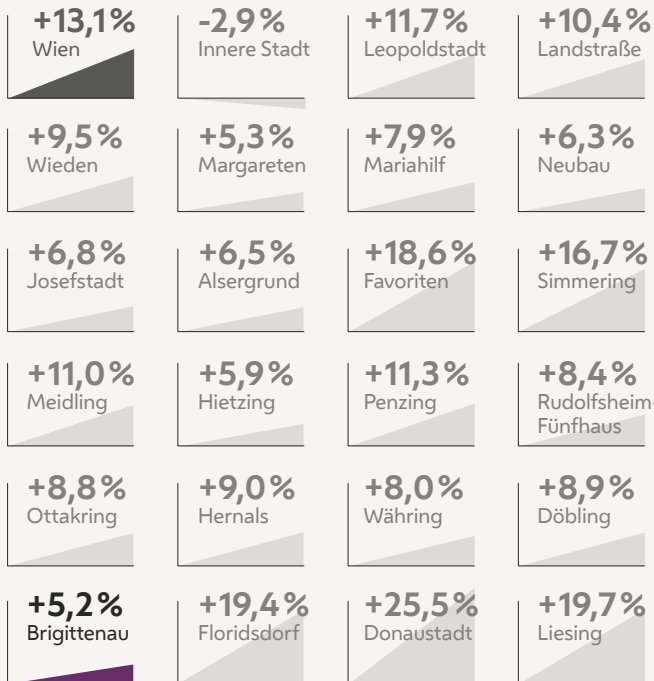 +13,1%
Wien
-2,9%
Innere Stadt
+11,7%
Leopoldstadt
+10,4%
Landstraße
+9,5%
Wieden
+5,3%
Margareten
+7,9%
Mariahilf
+6,3%
Neubau
+6,8%
Josefstadt
+6,5%
Alsergrund
+18,6%
Favoriten
+16,7%
Simmering
+11,0%
Meidling
+5,9%
Hietzing
+11,3%
Penzing
+8,4%
Rudolfsheim-
Fünfhaus
+8,8%
Ottakring
+9,0%
Hernals
+8,0%
Währing
+8,9%
Döbling
+5,2%
Brigittenau
+19,4%
Floridsdorf
+25,5%
Donaustadt
+19,7%
Liesing